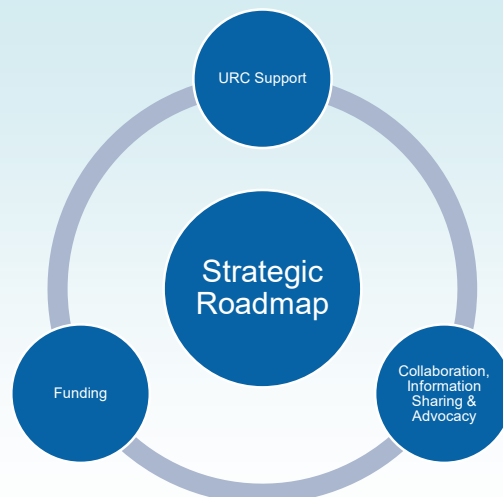 URC Support
Strategic
Roadmap
Funding
Collaboration,
Information
Sharing &
Advocacy